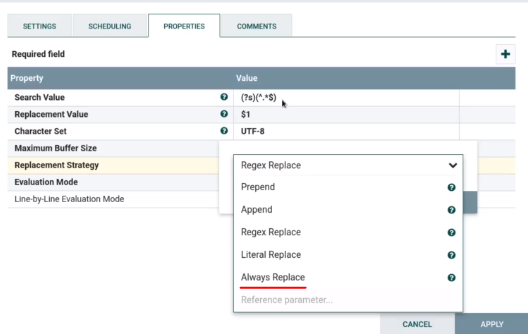 SETTINGS
SCHEDULING
PROPERTIES
COMMENTS
Required field
Property Value
Search Value (?s)(^.*$)
Replacement Value $1
Character Set UTF-8
Maximum Buffer Size
Replacement Strategy Regex Replace
Evaluation Mode Prepend
Line-by-Line Evaluation Mode Append
Regex Replace
Literal Replace
Always Replace
Reference parameter...
CANCEL
APPLY